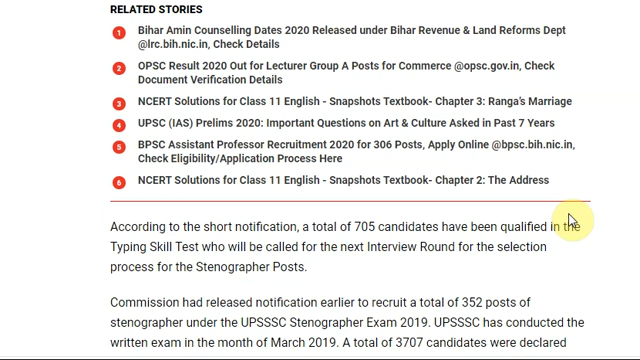 RELATED STORIES
1 Bihar Amin Counselling Dates 2020 Released under Bihar Revenue & Land Reforms Dept
@lrc.bih.nic.in, Check Details
2 OPSC Result 2020 Out for Lecturer Group A Posts for Commerce @opsc.gov.in, Check
Document Verification Details
3 NCERT Solutions for Class 11 English - Snapshots Textbook- Chapter 3: Ranga's Marriage
4 UPSC (IAS) Prelims 2020: Important Questions on Art & Culture Asked in Past 7 Years
5 BPSC Assistant Professor Recruitment 2020 for 306 Posts, Apply Online @bpsc.bih.nic.in,
Check Eligibility/Application Process Here
6 NCERT Solutions for Class 11 English - Snapshots Textbook- Chapter 2: The Address
According to the short notification, a total of 705 candidates have been qualified in the
Typing Skill Test who will be called for the next Interview Round for the selection
process for the Stenographer Posts.
Commission had released notification earlier to recruit a total of 352 posts of
stenographer under the UPSSSC Stenographer Exam 2019. UPSSSC has conducted the
written exam in the month of March 2019. A total of 3707 candidates were declared